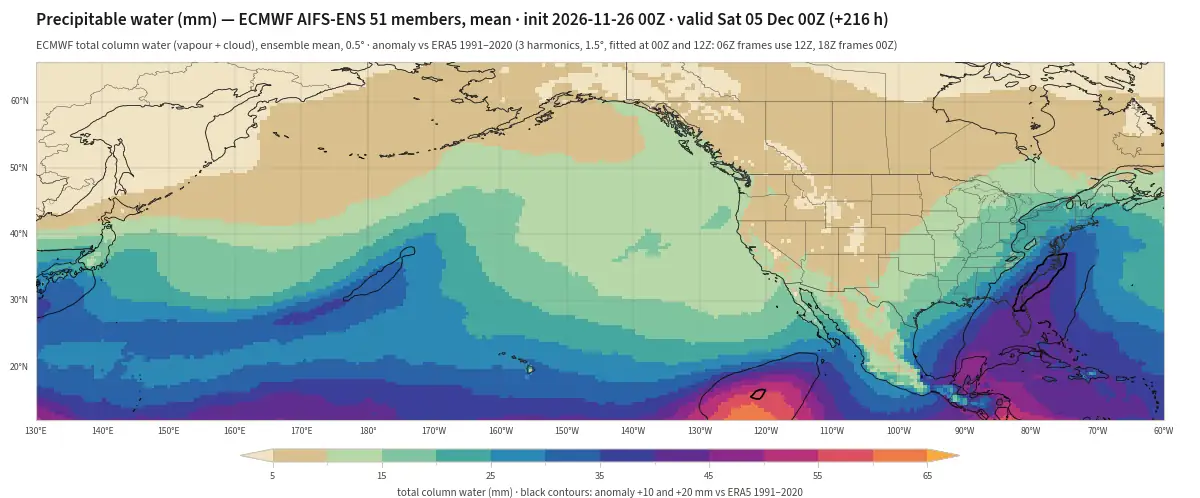 Precipitable water (mm) — ECMWF AIFS-ENS 51 members, mean · init 2026-11-26 00Z · valid Sat 05 Dec 00Z (+216 h)
ECMWF total column water (vapour + cloud), ensemble mean, 0.5° · anomaly vs ERA5 1991–2020 (3 harmonics, 1.5°, fitted at 00Z and 12Z: 06Z frames use 12Z, 18Z frames 00Z)
60°N
50°N
40°N
30°N
20°N
130°E 140°E 150°E 160°E 170°E 180° 170°W 160°W 150°W 140°W 130°W 120°W 110°W 100°W 90°W 80°W 70°W 60°W
5 15 25 35 45 55 65
total column water (mm) · black contours: anomaly +10 and +20 mm vs ERA5 1991–2020